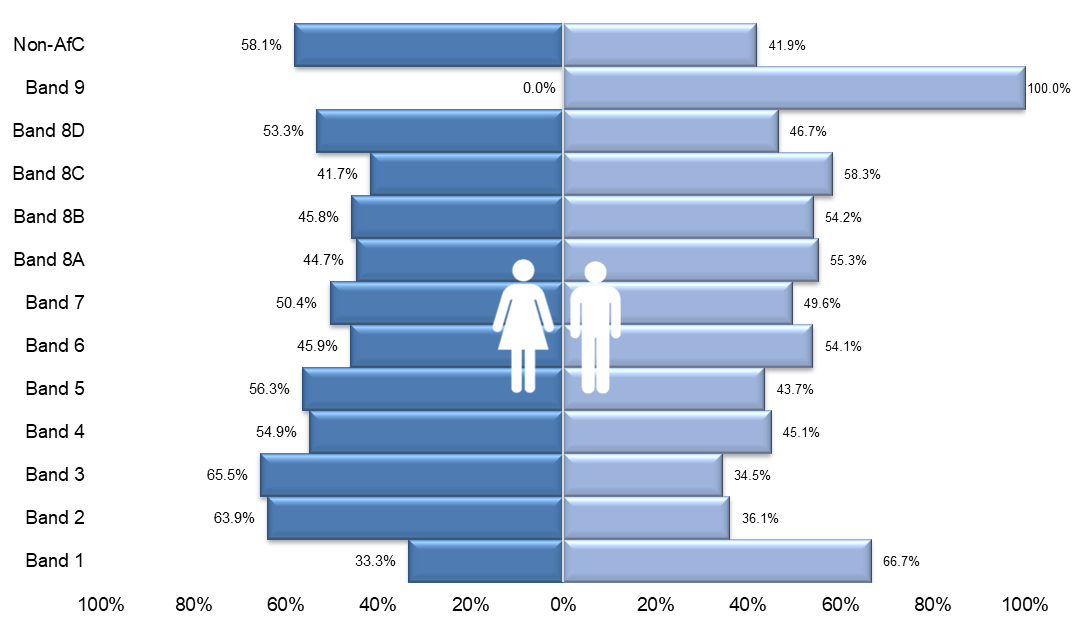 Non-AfC 58.1% 41.9%
Band 9 0.0% 100.0%
Band 8D 53.3% 46.7%
Band 8C 41.7% 58.3%
Band 8B 45.8% 54.2%
Band 8A 44.7% 55.3%
Band 7 50.4% 49.6%
Band 6 45.9% 54.1%
Band 5 56.3% 43.7%
Band 4 54.9% 45.1%
Band 3 65.5% 34.5%
Band 2 63.9% 36.1%
Band 1 33.3% 66.7%
100% 80% 60% 40% 20% 0% 20% 40% 60% 80% 100%